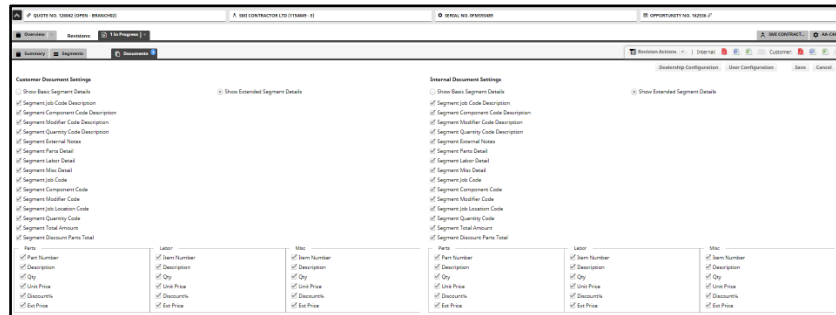 QUOTE NO. 126042 (OPEN - BRANCH02)
SMS CONTRACTOR LTD (1154449 - 3)
SERIAL NO.
OPPORTUNITY NO. 162026
Overview
Revisions:
1 In Progress
SMS CONTRACT...
Summary
Segments
Documents
Revision Actions
Internal:
Customer:
Dealership Configuration
User Configuration
Save
Cancel
Customer Document Settings
Show Basic Segment Details
Show Extended Segment Details
Segment Job Code Description
Segment Component Code Description
Segment Modifier Code Description
Segment Quantity Code Description
Segment External Notes
Segment Parts Detail
Segment Labor Detail
Segment Misc Detail
Segment Job Code
Segment Component Code
Segment Modifier Code
Segment Job Location Code
Segment Quantity Code
Segment Total Amount
Segment Discount Parts Total
Parts
Part Number
Description
Qty
Unit Price
Discount%
Ext Price
Labor
Item Number
Description
Qty
Unit Price
Discount%
Ext Price
Misc
Item Number
Description
Qty
Unit Price
Discount%
Ext Price
Internal Document Settings
Show Basic Segment Details
Show Extended Segment Details
Segment Job Code Description
Segment Component Code Description
Segment Modifier Code Description
Segment Quantity Code Description
Segment External Notes
Segment Parts Detail
Segment Labor Detail
Segment Misc Detail
Segment Job Code
Segment Component Code
Segment Modifier Code
Segment Job Location Code
Segment Quantity Code
Segment Total Amount
Segment Discount Parts Total
Parts
Part Number
Description
Qty
Unit Price
Discount%
Ext Price
Labor
Item Number
Description
Qty
Unit Price
Discount%
Ext Price
Misc
Item Number
Description
Qty
Unit Price
Discount%
Ext Price